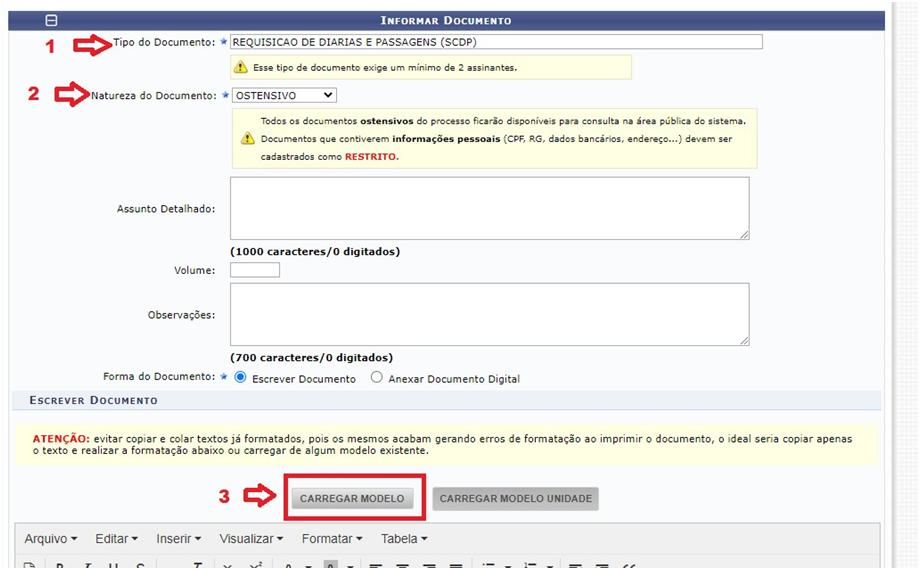 INFORMAR DOCUMENTO
1 Tipo do Documento: REQUISICAO DE DIARIAS E PASSAGENS (SCDP)
Esse tipo de documento exige um mínimo de 2 assinantes.
2 Natureza do Documento: OSTENSIVO
Todos os documentos ostensivos do processo ficarão disponíveis para consulta na área pública do sistema.
Documentos que contiverem informações pessoais (CPF, RG, dados bancários, endereço...) devem ser
cadastrados como RESTRITO.
Assunto Detalhado:
(1000 caracteres/0 digitados)
Volume:
Observações:
(700 caracteres/0 digitados)
Forma do Documento: Escrever Documento Anexar Documento Digital
ESCREVER DOCUMENTO
ATENÇÃO: evitar copiar e colar textos já formatados, pois os mesmos acabam gerando erros de formatação ao imprimir o documento, o ideal seria copiar apenas
o texto e realizar a formatação abaixo ou carregar de algum modelo existente.
3 CARREGAR MODELO CARREGAR MODELO UNIDADE
Arquivo Editar Inserir Visualizar Formatar Tabela